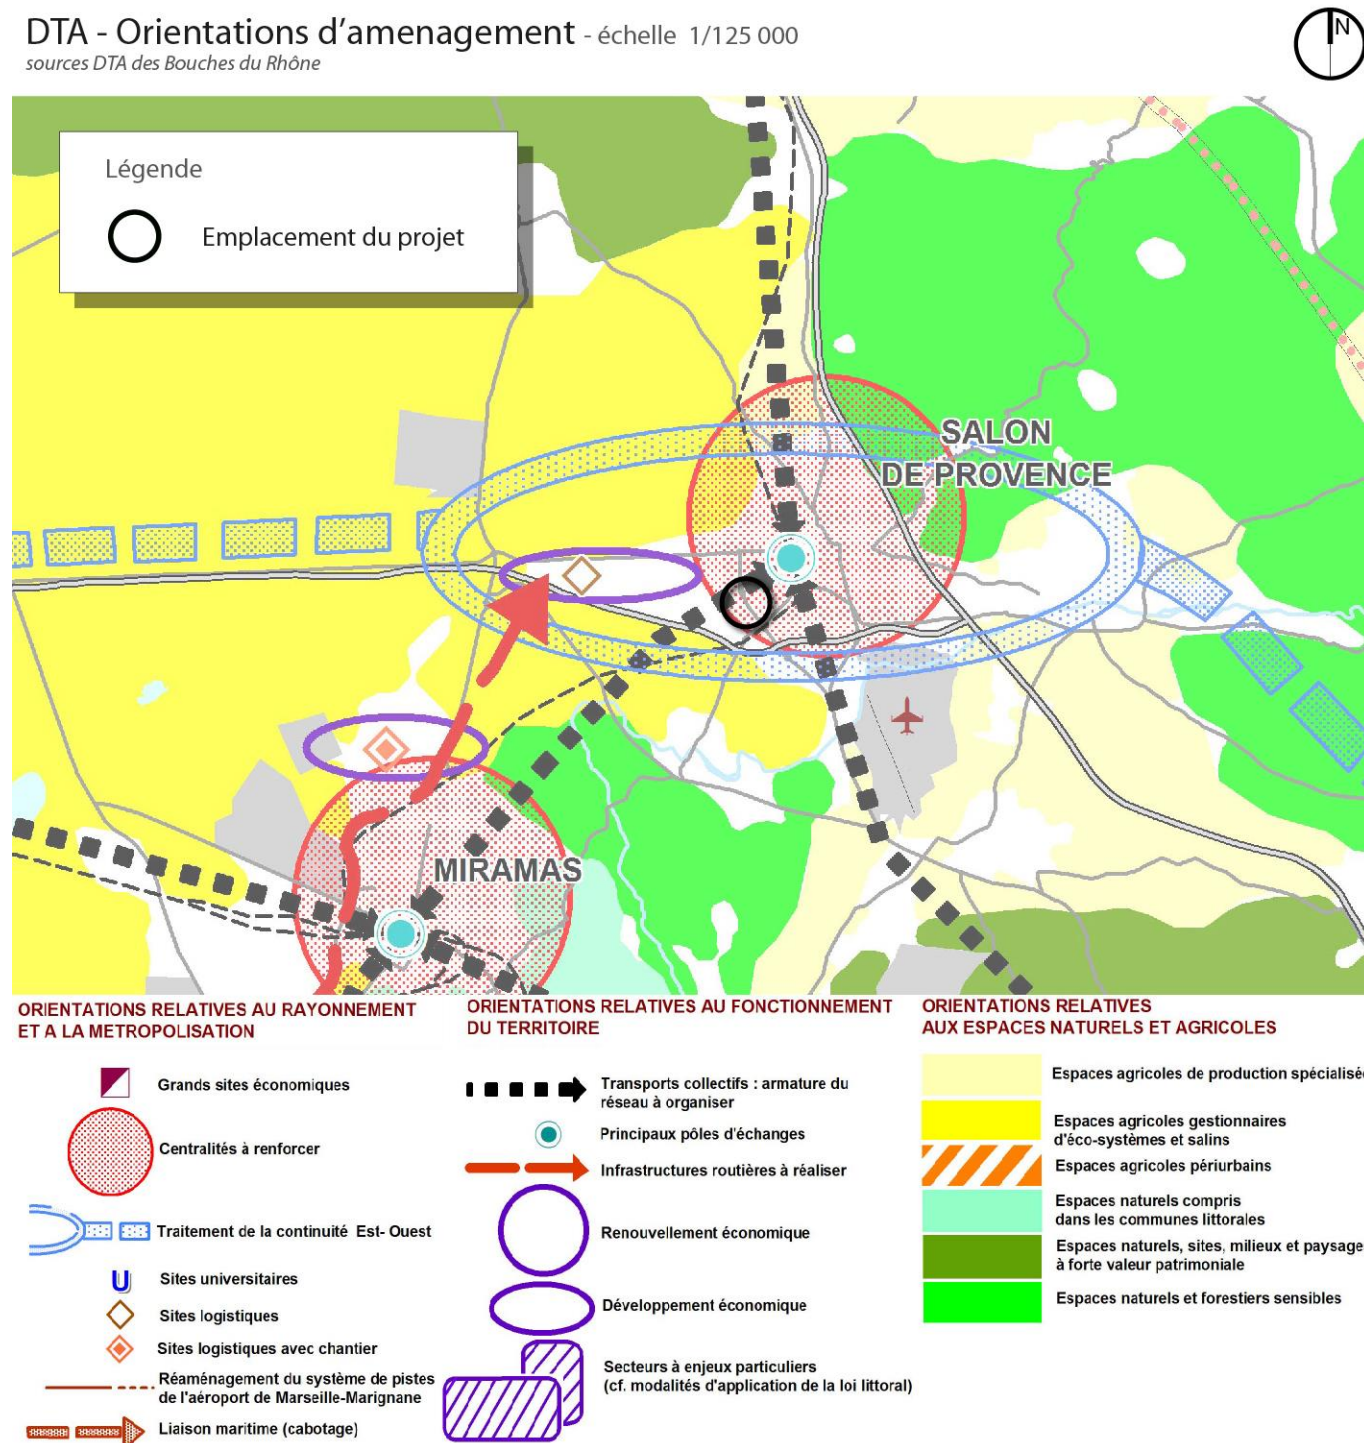 DTA - Orientations d’amenagement - échelle 1/125 000
sources DTA des Bouches du Rhône
N
Légende
Emplacement du projet
SALON
DE PROVENCE
MIRAMAS
ORIENTATIONS RELATIVES AU RAYONNEMENT
ET A LA METROPOLISATION
Grands sites économiques
Centralités à renforcer
Traitement de la continuité Est- Ouest
U
Sites universitaires
Sites logistiques
Sites logistiques avec chantier
Réaménagement du système de pistes
de l'aéroport de Marseille-Marignane
Liaison maritime (cabotage)
ORIENTATIONS RELATIVES AU FONCTIONNEMENT
DU TERRITOIRE
Transports collectifs : armature du
réseau à organiser
Principaux pôles d'échanges
Infrastructures routières à réaliser
Renouvellement économique
Développement économique
Secteurs à enjeux particuliers
(cf. modalités d'application de la loi littoral)
ORIENTATIONS RELATIVES
AUX ESPACES NATURELS ET AGRICOLES
Espaces agricoles de production spécialisé
Espaces agricoles gestionnaires
d'éco-systèmes et salins
Espaces agricoles périurbains
Espaces naturels compris
dans les communes littorales
Espaces naturels, sites, milieux et paysage
à forte valeur patrimoniale
Espaces naturels et forestiers sensibles